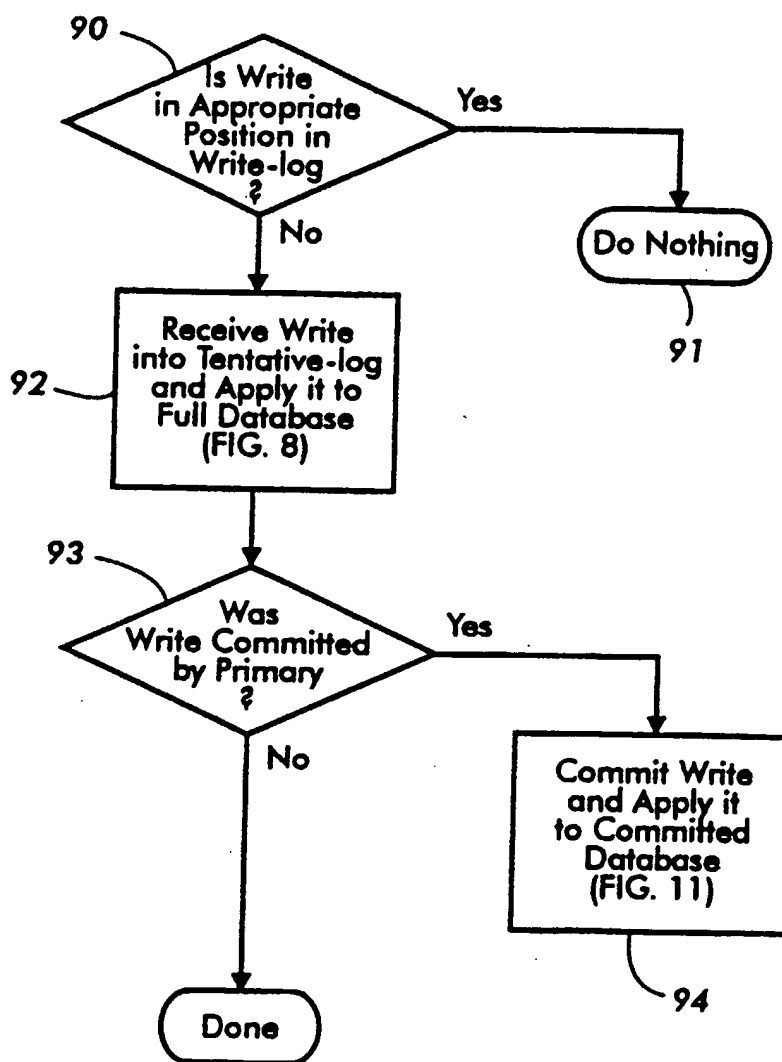 90
Is Write
in Appropriate
Position in
Write-log
?
Yes
No
Do Nothing
91
92
Receive Write
into Tentative-log
and Apply it to
Full Database
(FIG. 8)
93
Was
Write Committed
by Primary
?
Yes
No
Commit Write
and Apply it
to Committed
Database
(FIG. 11)
94
Done